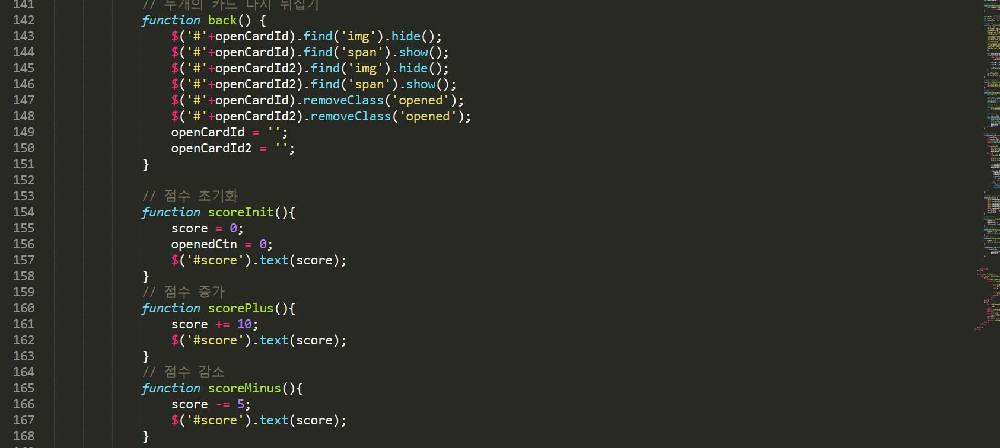 141 // 두개의 카드 다시 뒤집기
142 function back() {
143 $('#'+openCardId).find('img').hide();
144 $('#'+openCardId).find('span').show();
145 $('#'+openCardId2).find('img').hide();
146 $('#'+openCardId2).find('span').show();
147 $('#'+openCardId).removeClass('opened');
148 $('#'+openCardId2).removeClass('opened');
149 openCardId = '';
150 openCardId2 = '';
151 }
152
153 // 점수 초기화
154 function scoreInit(){
155 score = 0;
156 openedCtn = 0;
157 $('#score').text(score);
158 }
159 // 점수 증가
160 function scorePlus(){
161 score += 10;
162 $('#score').text(score);
163 }
164 // 점수 감소
165 function scoreMinus(){
166 score -= 5;
167 $('#score').text(score);
168 }